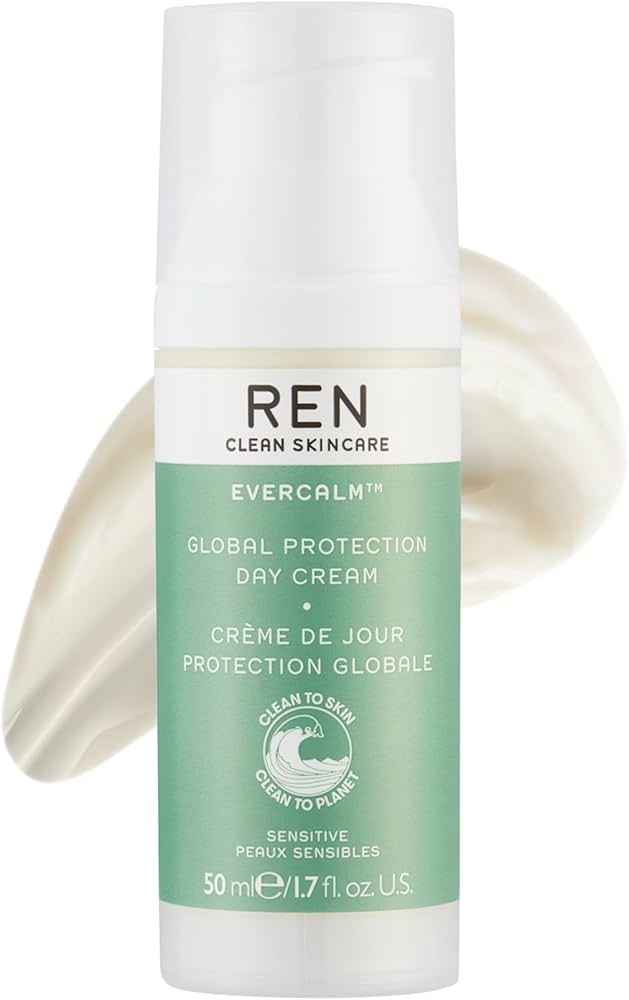 REN
CLEAN SKINCARE
EVERCALM™
GLOBAL PROTECTION
DAY CREAM
•
CRÈME DE JOUR
PROTECTION GLOBALE
CLEAN TO SKIN
CLEAN TO PLANET
SENSITIVE
PEAUX SENSIBLES
50 ml℮/1.7 fl. oz. U.S.